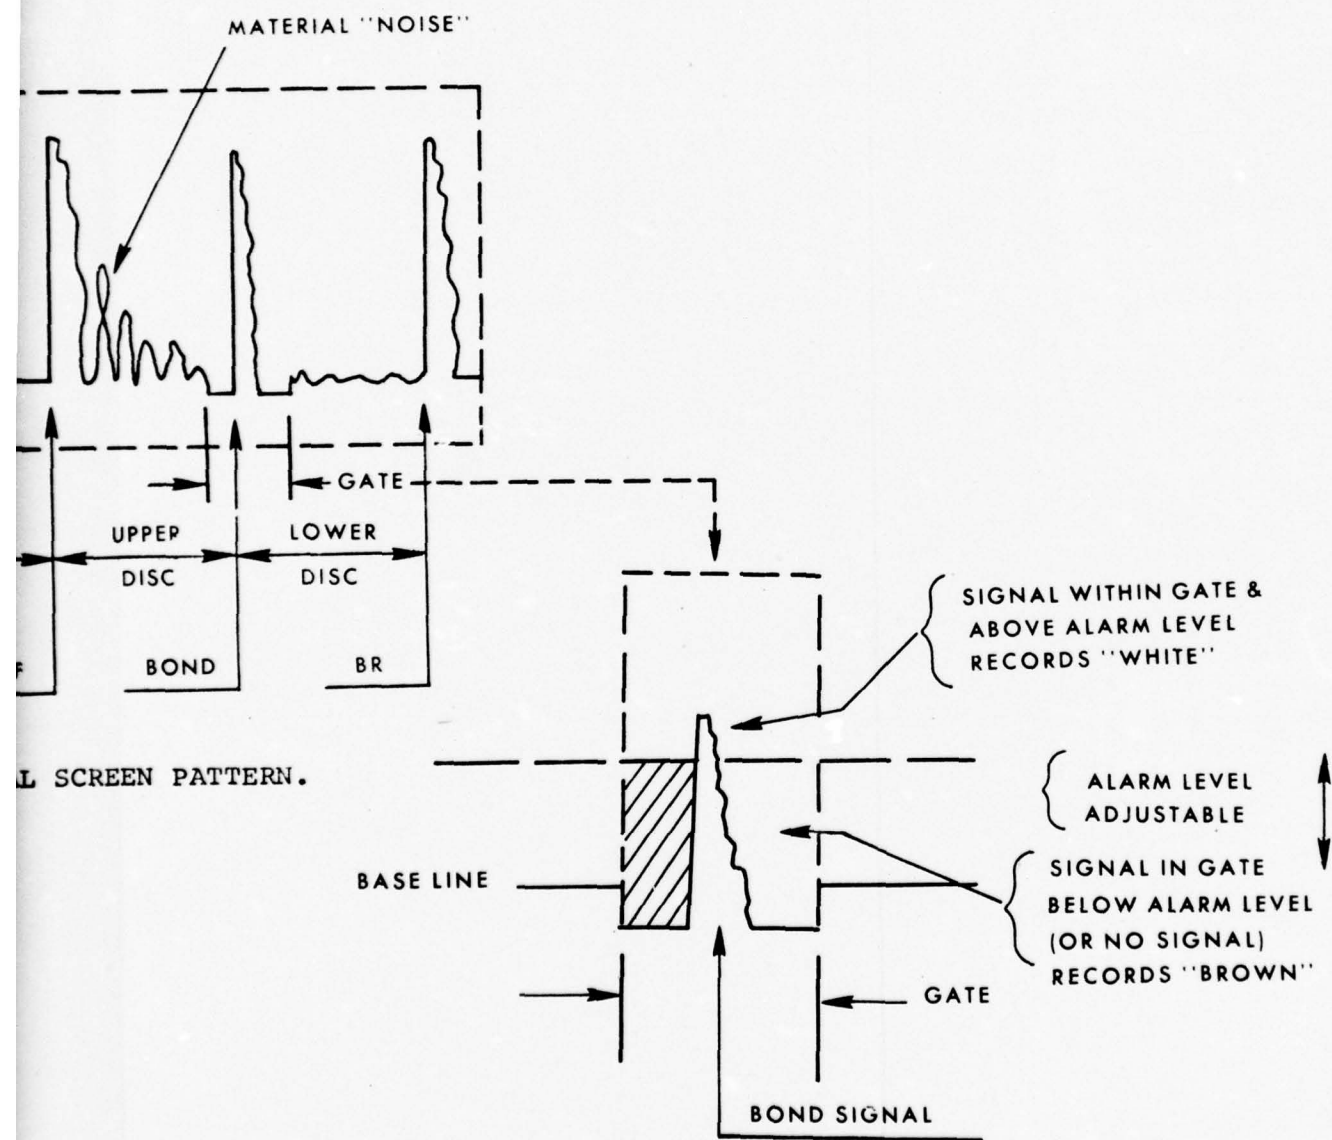 MATERIAL "NOISE"
GATE
UPPER
DISC
LOWER
DISC
BOND
BR
SCREEN PATTERN.
SIGNAL WITHIN GATE &
ABOVE ALARM LEVEL
RECORDS "WHITE"
ALARM LEVEL
ADJUSTABLE
BASE LINE
SIGNAL IN GATE
BELOW ALARM LEVEL
(OR NO SIGNAL)
RECORDS "BROWN"
GATE
BOND SIGNAL